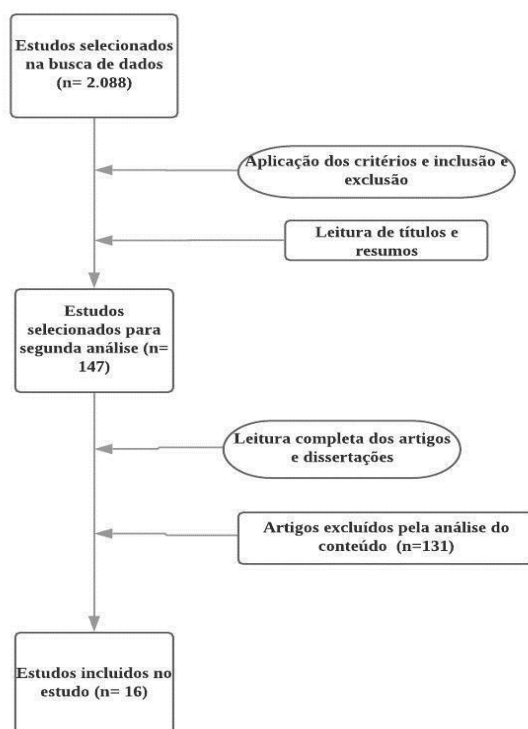 Estudos selecionados
na busca de dados
(n= 2.088)
Aplicação dos critérios e inclusão e
exclusão
Leitura de títulos e
resumos
Estudos
selecionados para
segunda análise (n=
147)
Leitura completa dos artigos
e dissertações
Artigos excluídos pela análise do
conteúdo (n=131)
Estudos incluidos no
estudo (n= 16)